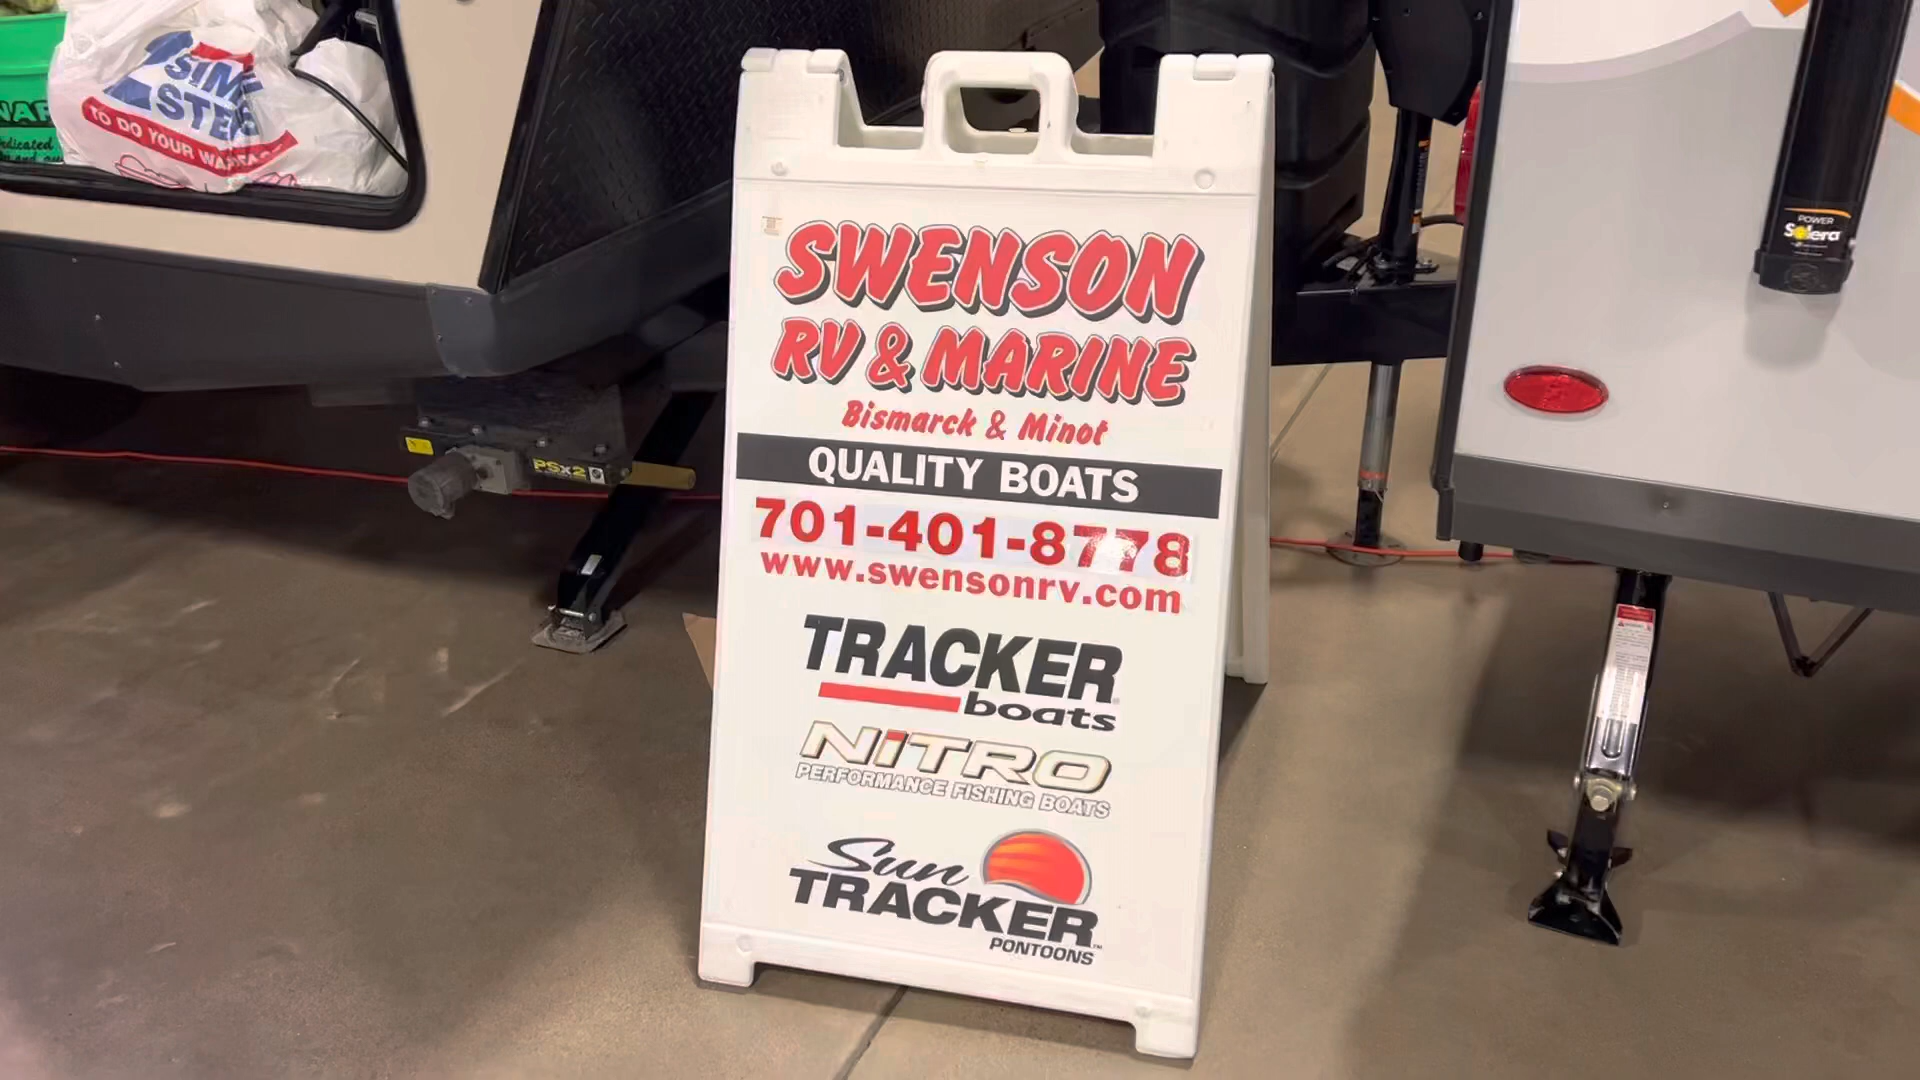 SWENSON
RV & MARINE
Bismarck & Minot
QUALITY BOATS
701-401-8778
www.swensonrv.com
TRACKER
boats
NITRO
PERFORMANCE FISHING BOATS
Sun
TRACKER
PONTOONS
TO DO YOUR
PSx2
POWER
Solera